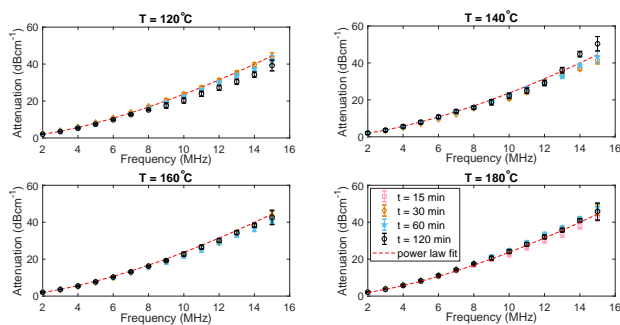 T = 120°C
60
40
20
0
Attenuation (dBcm⁻¹)
2 4 6 8 10 12 14 16
Frequency (MHz)
T = 140°C
60
40
20
0
Attenuation (dBcm⁻¹)
2 4 6 8 10 12 14 16
Frequency (MHz)
T = 160°C
60
40
20
0
Attenuation (dBcm⁻¹)
2 4 6 8 10 12 14 16
Frequency (MHz)
T = 180°C
60
40
20
0
Attenuation (dBcm⁻¹)
t = 15 min
t = 30 min
t = 60 min
t = 120 min
power law fit
2 4 6 8 10 12 14 16
Frequency (MHz)